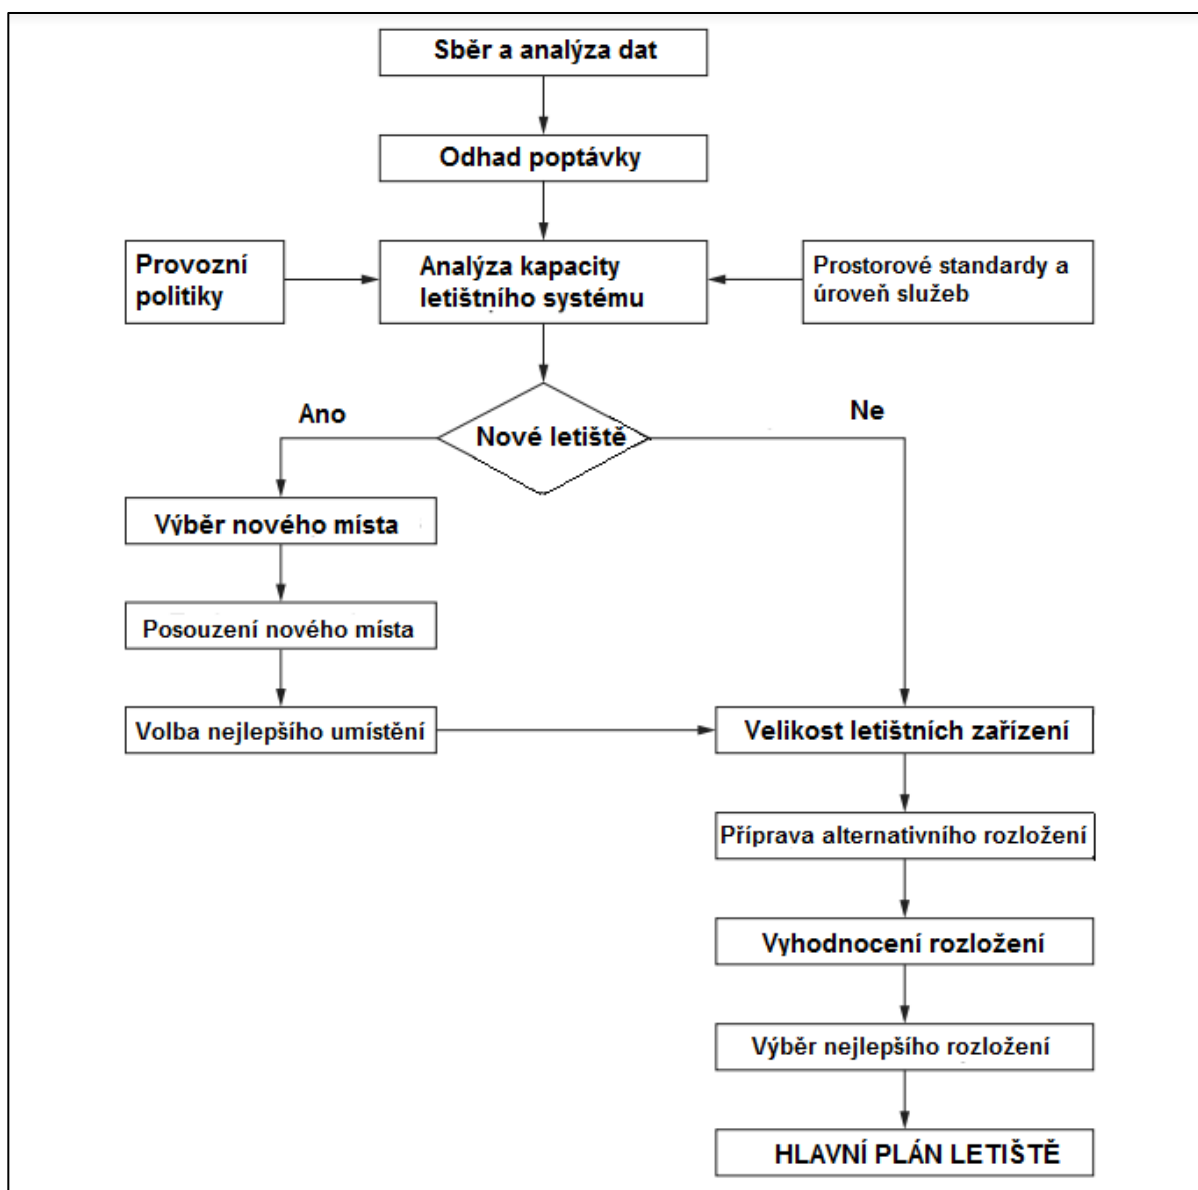 Sběr a analýza dat
Odhad poptávky
Provozní
politiky
Analýza kapacity
letištního systému
Prostorové standardy a
úroveň služeb
Ano
Ne
Nové letiště
Výběr nového místa
Posouzení nového místa
Volba nejlepšího umístění
Velikost letištních zařízení
Příprava alternativního rozložení
Vyhodnocení rozložení
Výběr nejlepšího rozložení
HLAVNÍ PLÁN LETIŠTĚ